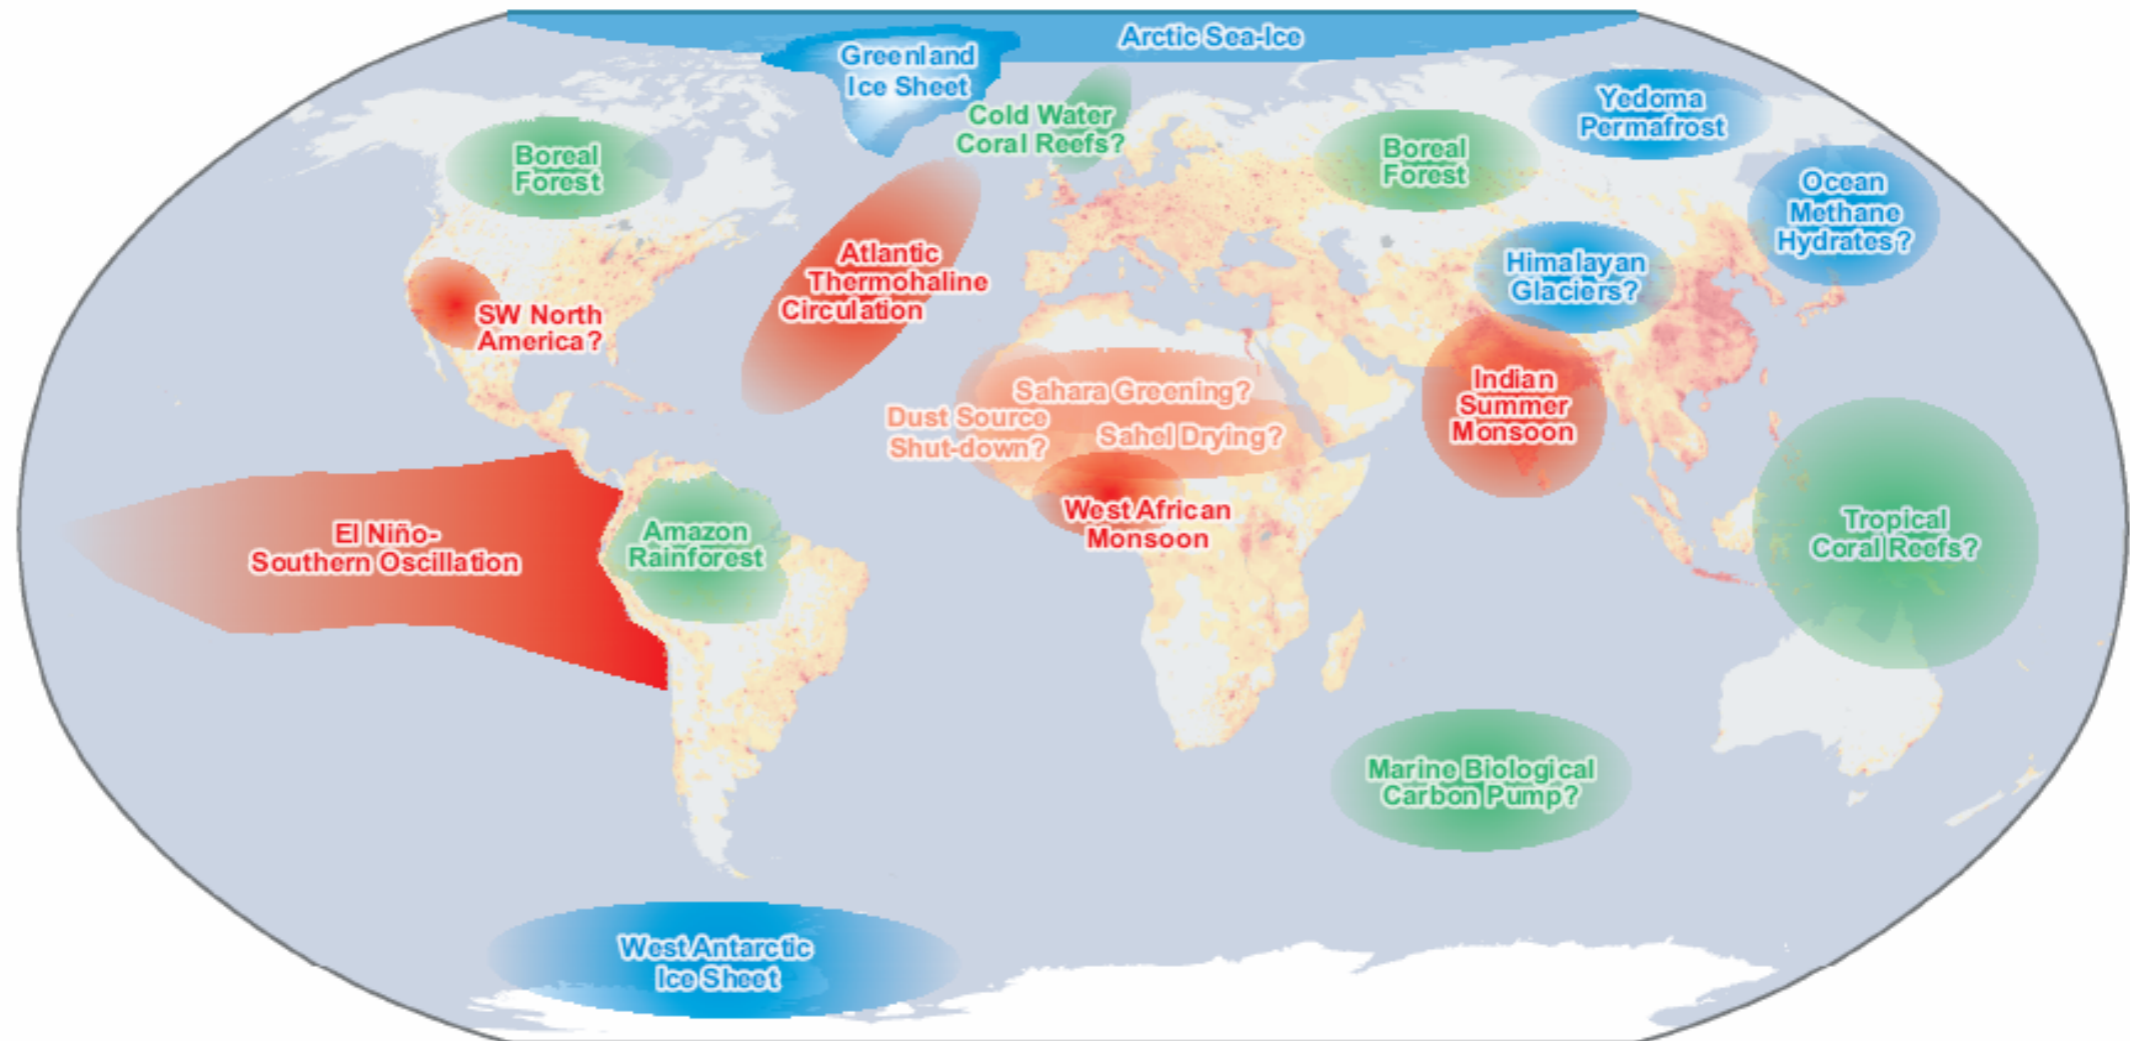 Arctic Sea-Ice
Greenland
Ice Sheet
Yedoma
Permafrost
Cold Water
Coral Reefs?
Boreal
Forest
Boreal
Forest
Ocean
Methane
Hydrates?
Atlantic
Thermohaline
Circulation
Himalayan
Glaciers?
SW North
America?
Sahara Greening?
Dust Source
Shut-down?
Sahel Drying?
Indian
Summer
Monsoon
West African
Monsoon
El Niño-
Southern Oscillation
Amazon
Rainforest
Tropical
Coral Reefs?
Marine Biological
Carbon Pump?
West Antarctic
Ice Sheet